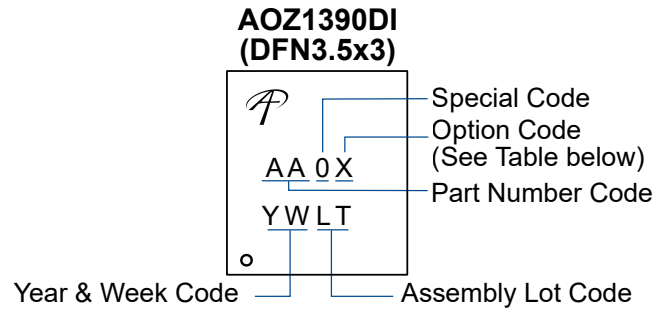 AOZ1390DI
(DFN3.5x3)
Special Code
Option Code
(See Table below)
AA0X
Part Number Code
YWLT
Year & Week Code
Assembly Lot Code